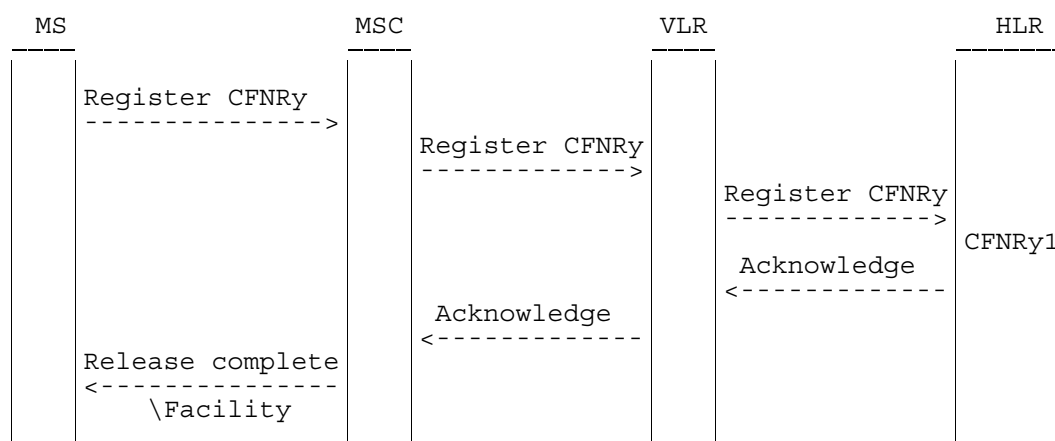 MS MSC VLR HLR
Register CFNRy
--------------->
Register CFNRy
------------->
Register CFNRy
------------->
CFNRy1
Acknowledge
<-------------
Acknowledge
<-------------
Release complete
<---------------
\Facility